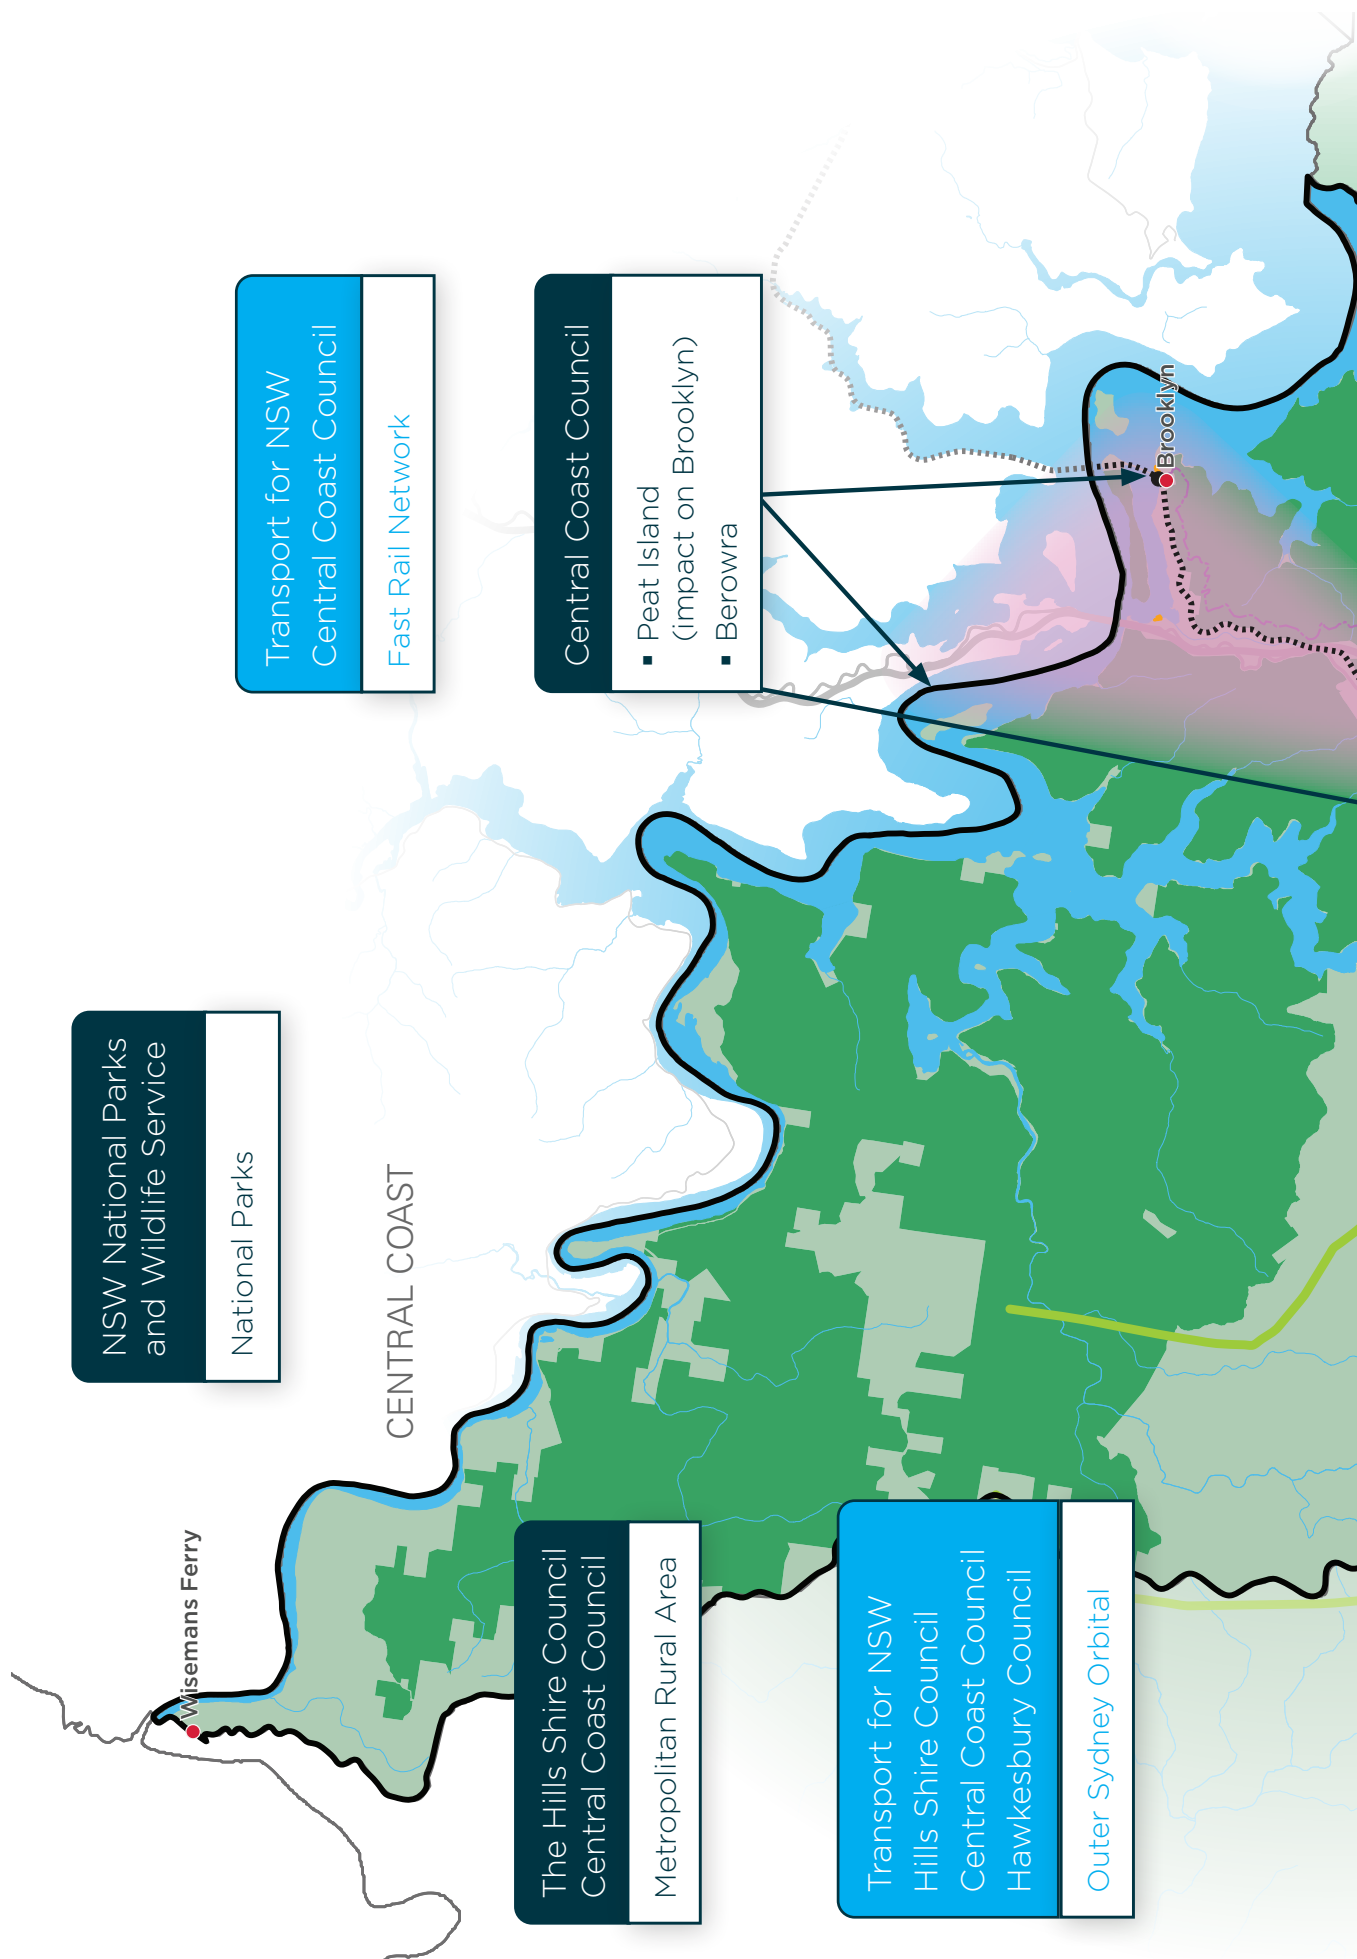 NSW National Parks
and Wildlife Service
National Parks
Transport for NSW
Central Coast Council
Fast Rail Network
Wisemans Ferry
CENTRAL COAST
The Hills Shire Council
Central Coast Council
Metropolitan Rural Area
Central Coast Council
▪ Peat Island
(impact on Brooklyn)
▪ Berowra
Transport for NSW
Hills Shire Council
Central Coast Council
Hawkesbury Council
Outer Sydney Orbital
Brooklyn